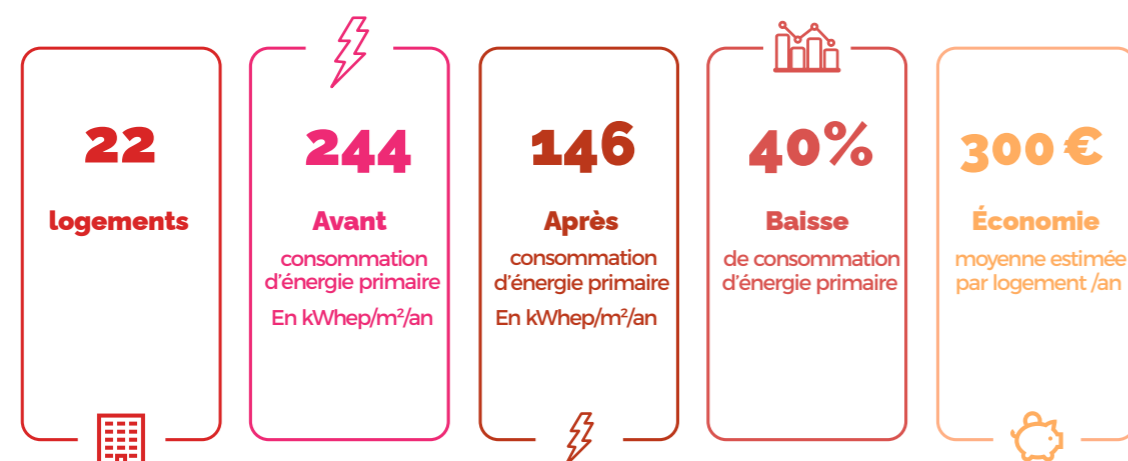 22
logements
244
Avant
consommation
d'énergie primaire
En kWhep/m²/an
146
Après
consommation
d'énergie primaire
En kWhep/m²/an
40%
Baisse
de consommation
d'énergie primaire
300 €
Économie
moyenne estimée
par logement /an